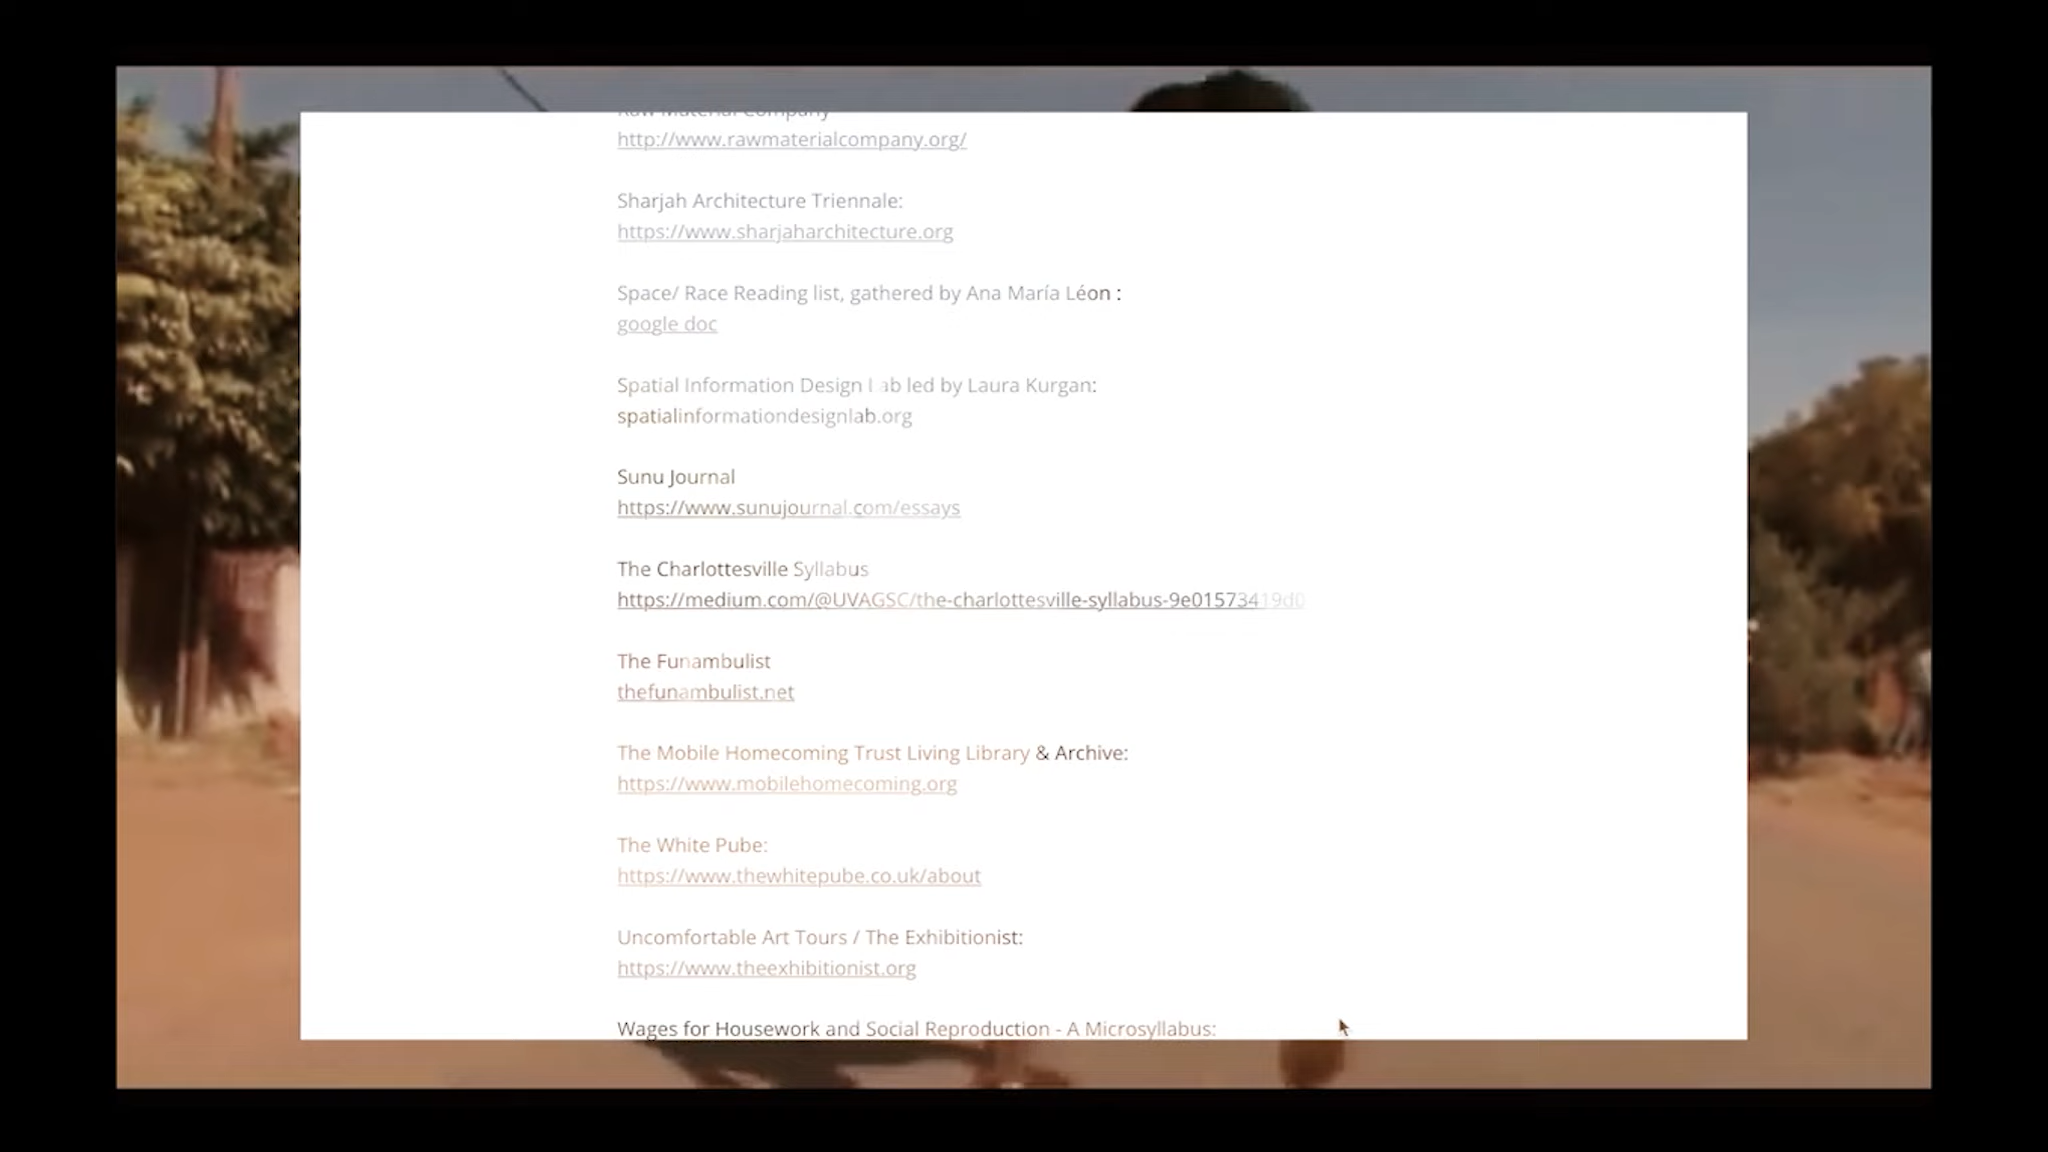 Raw Material Company
http://www.rawmaterialcompany.org/
Sharjah Architecture Triennale:
https://www.sharjaharchitecture.org
Space/ Race Reading list, gathered by Ana María Léon :
google doc
Spatial Information Design Lab led by Laura Kurgan:
spatialinformationdesignlab.org
Sunu Journal
https://www.sunujournal.com/essays
The Charlottesville Syllabus
https://medium.com/@UVAGSC/the-charlottesville-syllabus-9e01573419d0
The Funambulist
thefunambulist.net
The Mobile Homecoming Trust Living Library & Archive:
https://www.mobilehomecoming.org
The White Pube:
https://www.thewhitepube.co.uk/about
Uncomfortable Art Tours / The Exhibitionist:
https://www.theexhibitionist.org
Wages for Housework and Social Reproduction - A Microsyllabus: